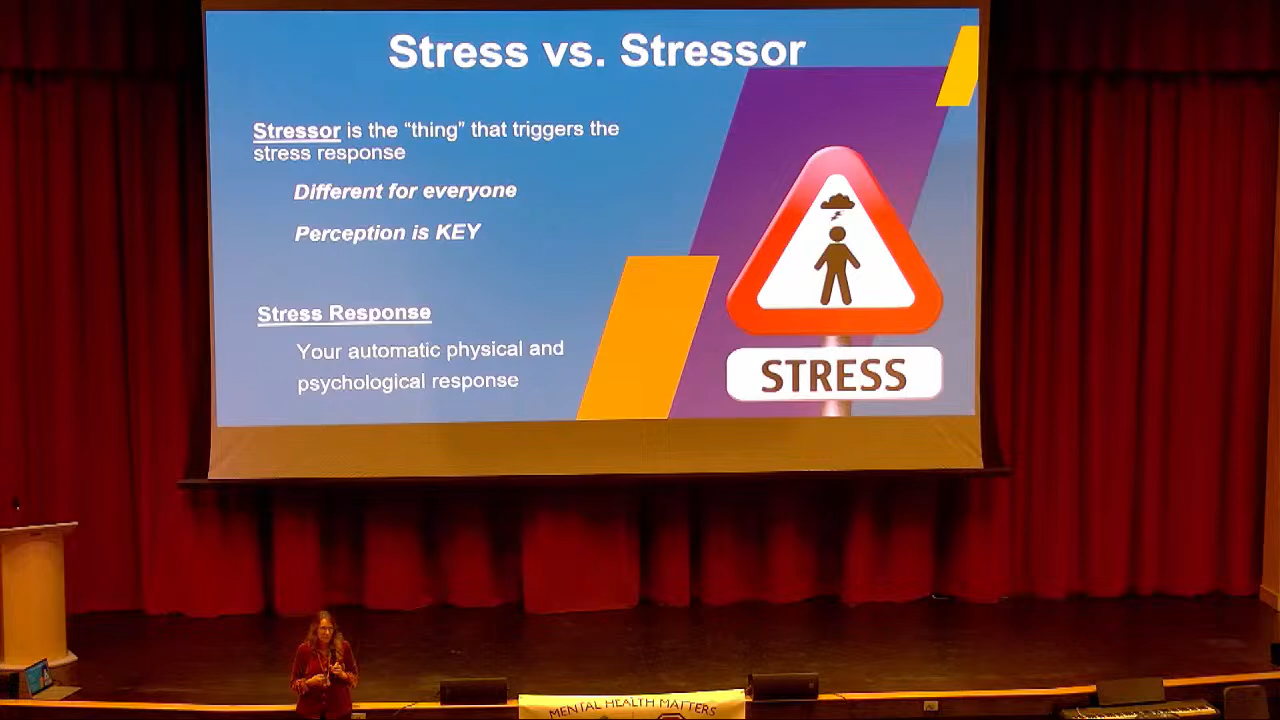 Stress vs. Stressor
Stressor is the “thing” that triggers the
stress response
Different for everyone
Perception is KEY
Stress Response
Your automatic physical and
psychological response
STRESS
MENTAL HEALTH MATTERS